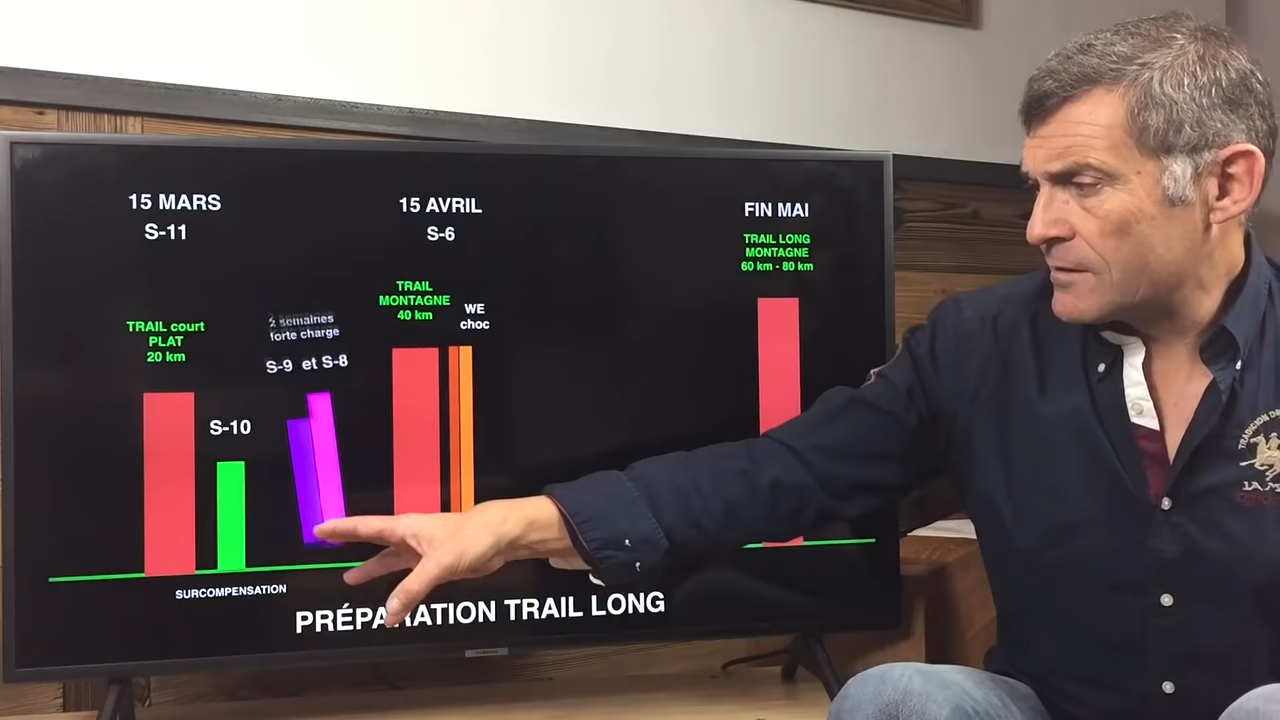 15 MARS
S-11
TRAIL court
PLAT
20 km
S-10
2 semaines
forte charge
S-9 et S-8
15 AVRIL
S-6
TRAIL
MONTAGNE
40 km
WE
choc
FIN MAI
TRAIL LONG
MONTAGNE
60 km - 80 km
SURCOMPENSATION
PRÉPARATION TRAIL LONG
SAMSUNG